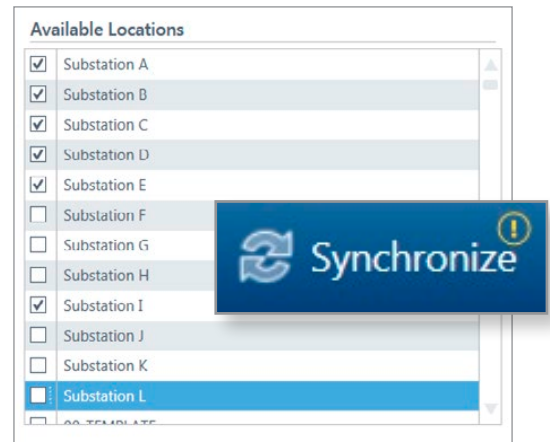 Available Locations
Substation A
Substation B
Substation C
Substation D
Substation E
Substation F
Substation G
Substation H
Substation I
Substation J
Substation K
Substation L
Synchronize